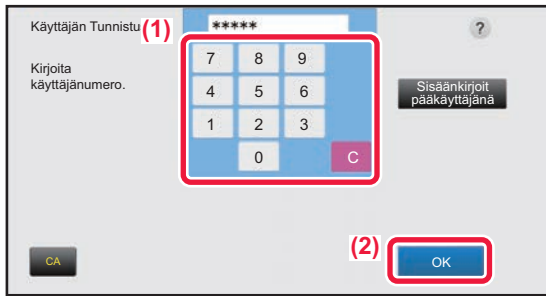 Käyttäjän Tunnistu
(1)
*****
?
Kirjoita
käyttäjänumero.
7 8 9
4 5 6
1 2 3
0 C
Sisäänkirjoit
pääkäyttäjänä
(2)
CA
OK